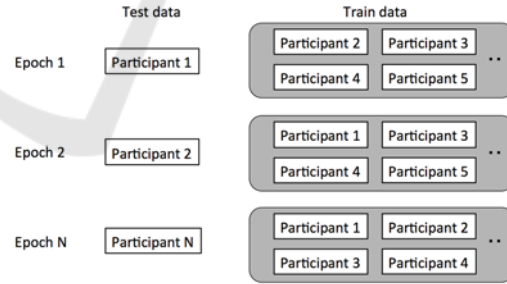 Test data Train data
Participant 2 Participant 3
Epoch 1 Participant 1 ..
Participant 4 Participant 5
Participant 1 Participant 3
Epoch 2 Participant 2 ..
Participant 4 Participant 5
Participant 1 Participant 2
Epoch N Participant N ..
Participant 3 Participant 4